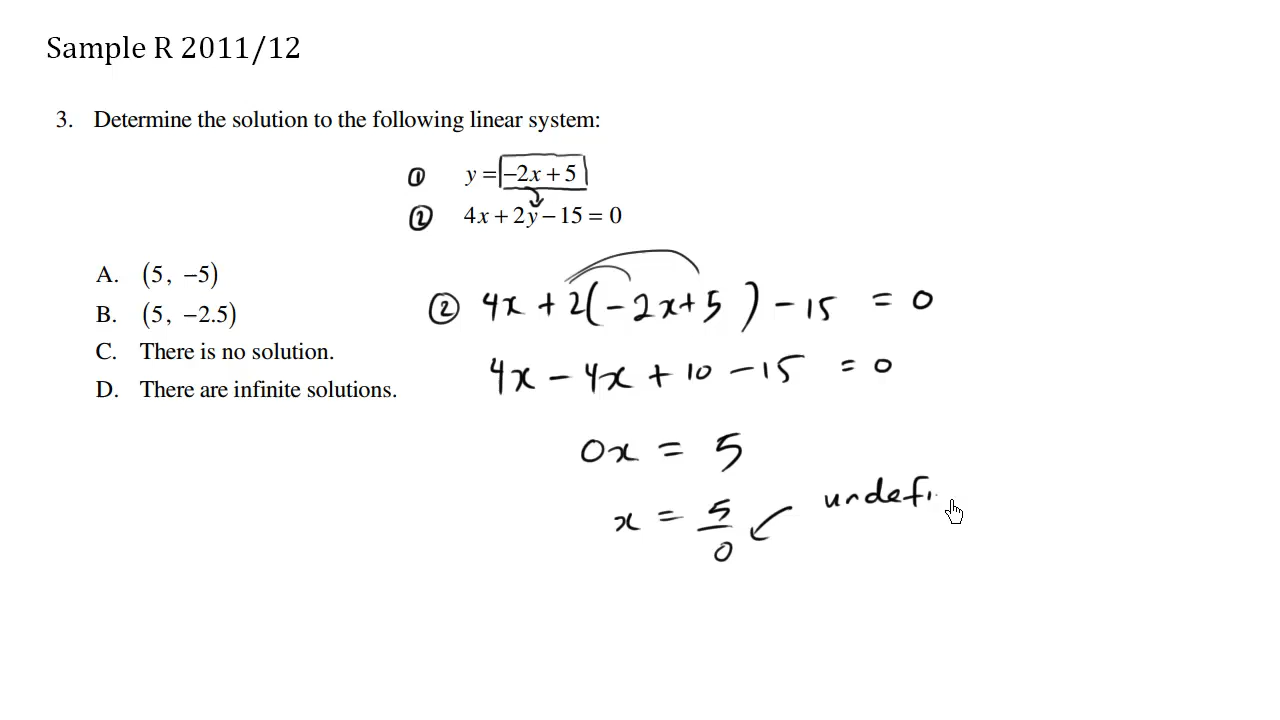 Sample R 2011/12
3. Determine the solution to the following linear system:
① y = -2x + 5
② 4x + 2y - 15 = 0
A. (5, -5)
B. (5, -2.5)
C. There is no solution.
D. There are infinite solutions.
② 4x + 2(-2x+5) - 15 = 0
4x - 4x + 10 - 15 = 0
0x = 5
x = 5/0
undefi